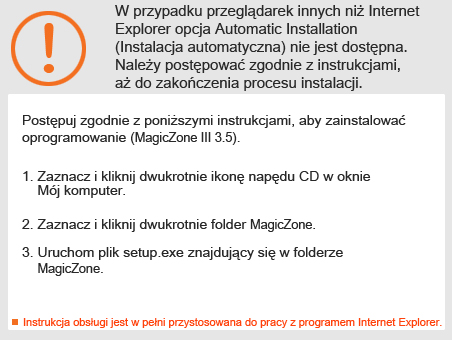 W przypadku przeglądarek innych niż Internet
Explorer opcja Automatic Installation
(Instalacja automatyczna) nie jest dostępna.
Należy postępować zgodnie z instrukcjami,
aż do zakończenia procesu instalacji.
Postępuj zgodnie z poniższymi instrukcjami, aby zainstalować
oprogramowanie (MagicZone III 3.5).
1. Zaznacz i kliknij dwukrotnie ikonę napędu CD w oknie
Mój komputer.
2. Zaznacz i kliknij dwukrotnie folder MagicZone.
3. Uruchom plik setup.exe znajdujący się w folderze
MagicZone.
Instrukcja obsługi jest w pełni przystosowana do pracy z programem Internet Explorer.